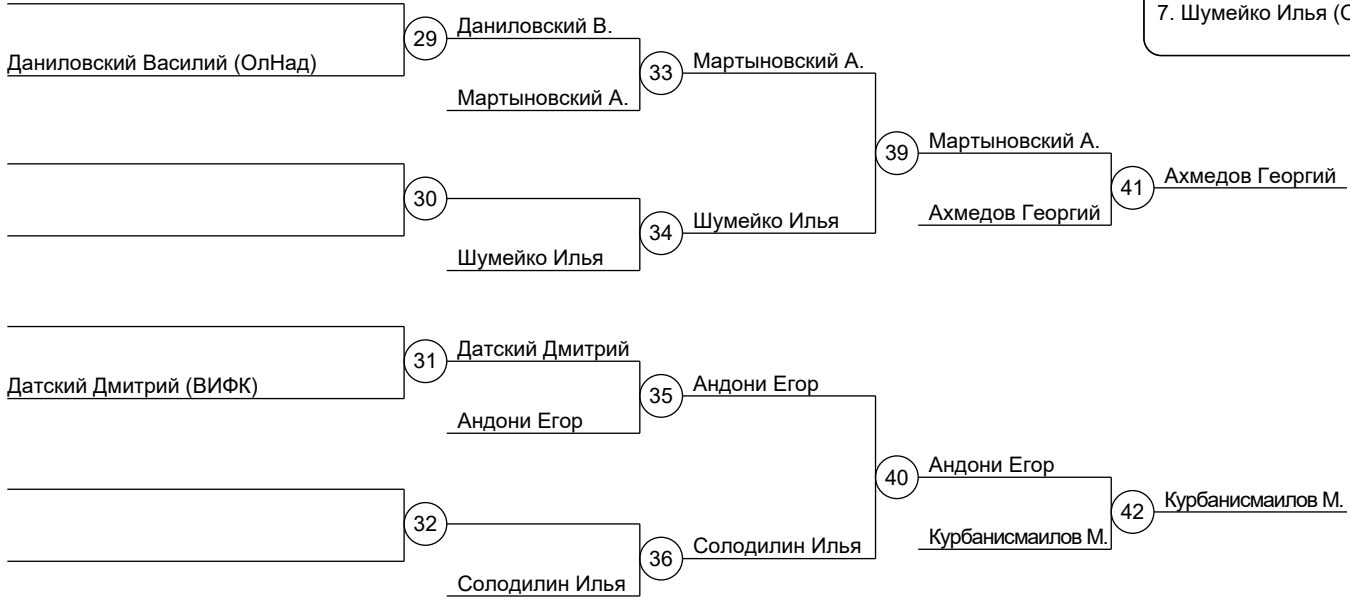 7. Шумейко Илья (О
29
Даниловский В.
Даниловский Василий (ОлНад)
33
Мартыновский А.
Мартыновский А.
39
Мартыновский А.
30
41
Ахмедов Георгий
Ахмедов Георгий
34
Шумейко Илья
Шумейко Илья
31
Датский Дмитрий
Датский Дмитрий (ВИФК)
35
Андони Егор
Андони Егор
40
Андони Егор
32
42
Курбанисмаилов М.
Курбанисмаилов М.
36
Солодилин Илья
Солодилин Илья